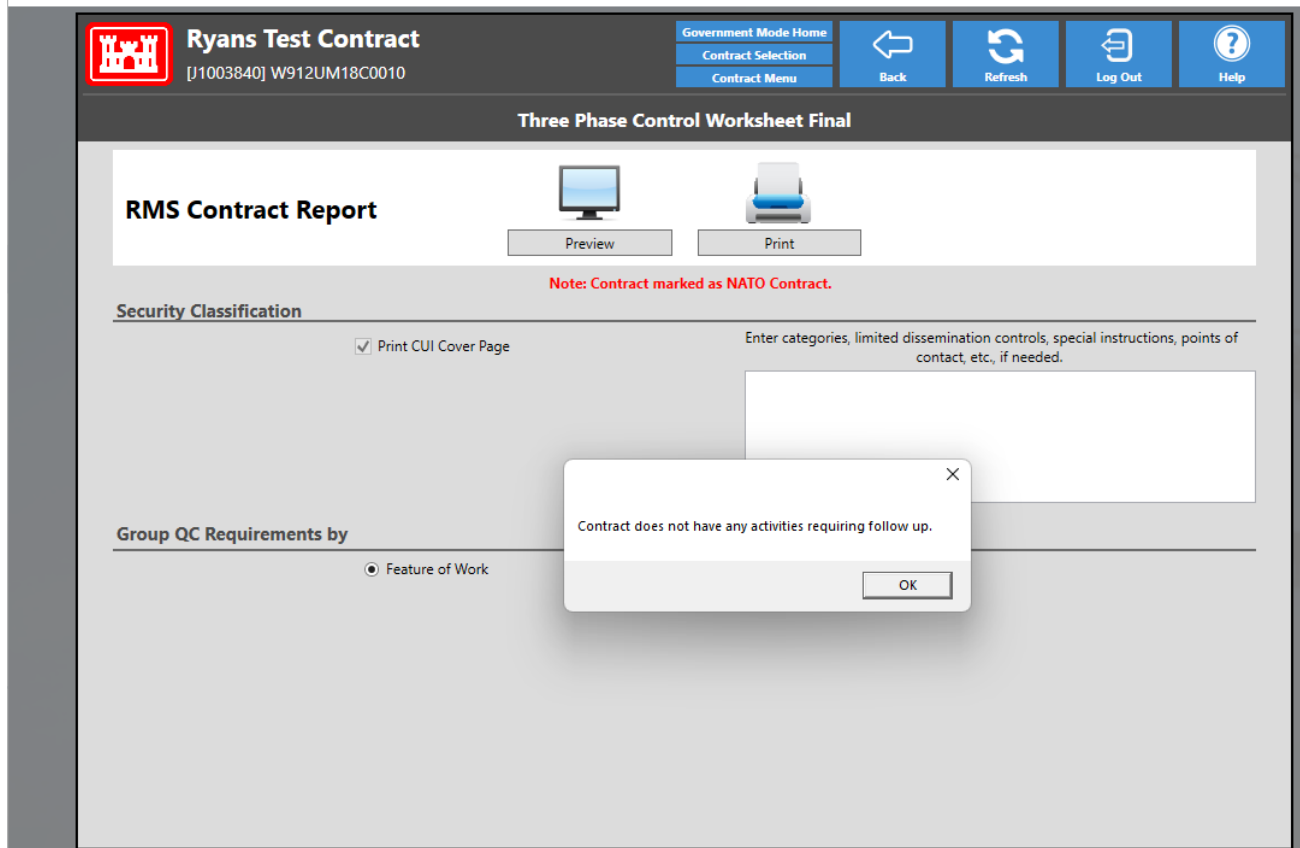 Ryans Test Contract
[J1003840] W912UM18C0010
Government Mode Home
Contract Selection
Contract Menu
Back
Refresh
Log Out
Help
Three Phase Control Worksheet Final
RMS Contract Report
Preview
Print
Note: Contract marked as NATO Contract.
Security Classification
Print CUI Cover Page
Enter categories, limited dissemination controls, special instructions, points of
contact, etc., if needed.
Contract does not have any activities requiring follow up.
OK
Group QC Requirements by
Feature of Work